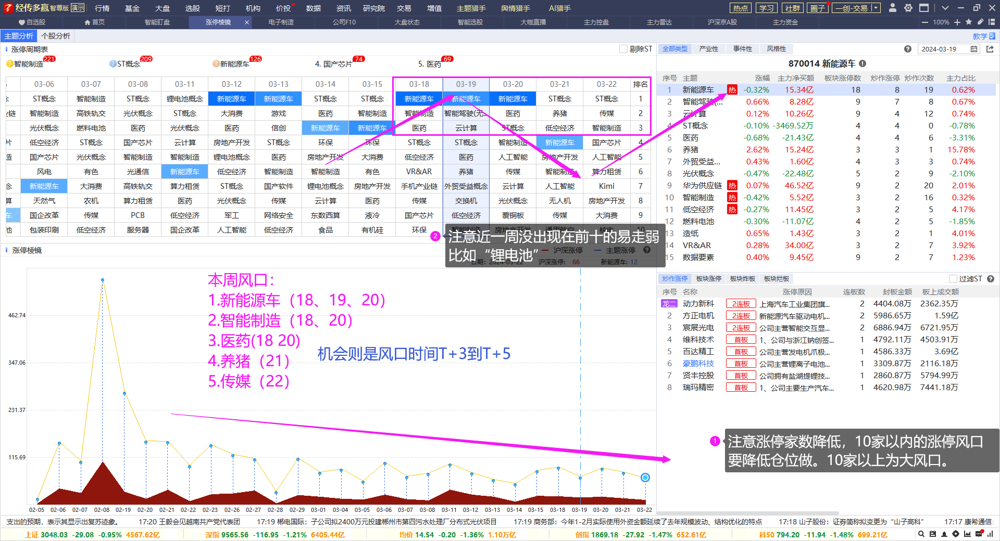 经传多赢 智尊版 演示 行情 基金 大盘 选股 短打 机构 价投 数据 资讯 研究院 交易 增值 主题猎手 舆情猎手 AI猎手 热点 学习 社群 圈子 一创-交易
自选股 首页 智能盯盘 涨停棱镜 × 电子制造 公司F10 大盘状态 智能选股 大咖直播 主力控盘 主力雷达 沪深京A股 主力资金 100%
主题分析 个股分析 教学
涨停周期表 剔除ST
1 智能制造 221 2 ST概念 209 3 新能源车 126 4. 国产芯片 74 5. 医药 69
03-06 03-07 03-08 03-11 03-12 03-13 03-14 03-15 03-18 03-19 03-20 03-21 03-22 排名
ST概念 智能制造 ST概念 锂电池概念 新能源车 新能源车 ST概念 ST概念 新能源车 新能源车 新能源车 ST概念 ST概念 1
链 智能制造 高铁轨交 光伏概念 ST概念 大消费 游戏 医药 智能制造 智能制造 智能驾驶(无... 医药 养猪 传媒 2
光伏概念 燃料电池 医药 光伏概念 医药 信创 新能源车 新能源车 医药 云计算 ST概念 低空经济 智能制造 3
片 低空经济 ST概念 国产芯片 云计算 房地产开发 ST概念 环保 环保 ST概念 ST概念 智能制造 新能源车 国产芯片 4
造 国产芯片 光伏概念 智能制造 智能制造 锂电池概念 医药 房地产开发 大消费 低空经济 医药 人工智能 房地产开发 人工智能 5
风电 有色 光通信 新能源车 低空经济 智能制造 智能制造 有色 VR&AR 养猪 传媒 智能制造 算力租赁 6
念 新能源车 大消费 高铁轨交 算力租赁 ST概念 国产软件 锂电池概念 房地产开发 手机产业链 外贸受益概念 云计算 人工智能 Kimi 7
算 天然气 农机 算力租赁 医药 光伏概念 传媒 云计算 医药 传媒 交换机 光伏概念 无人机 房地产开发 8
车 国企改革 传媒 PCB 低空经济 军工 网络安全 东数西算 液冷 国产芯片 低空经济 覆铜板 传媒 大消费 9
池 包装印刷 低空经济 服务器 国企改革 人工智能 低空经济 食品 有机硅 环保 智能制造 房地产开发 通用航空 核电 10
2 注意近一周没出现在前十的易走弱
比如“锂电池”
涨停棱镜 沪深涨停 主题涨停
日期：2024-03-22 沪深涨停: 66 新能源车: 12
本周风口：
1.新能源车（18、19、20）
2.智能制造（18、20）
3.医药(18 20)
4.养猪（21）
5.传媒（22）
机会则是风口时间T+3到T+5
462.74
347.06
231.37
115.69
02-05 02-06 02-07 02-08 02-19 02-20 02-21 02-22 02-23 02-26 02-27 02-28 02-29 03-01 03-04 03-05 03-06 03-07 03-08 03-11 03-12 03-13 03-14 03-15 03-18 03-19 03-20 03-21 03-22
全部类型 产业性 事件性 风格性 2024-03-19
870014 新能源车
序号 主题 涨幅 主力净买额 板块涨停数 炒作涨停 炒作次数 主力占比
1 新能源车 热 -0.32% 15.34亿 18 8 19 0.62%
2 智能驾驶(... 0.66% 8.28亿 9 7 8 0.67%
3 云计算 0.12% 10.26亿 9 4 12 0.74%
4 ST概念 -0.10% -3469.52万 4 4 0 -0.78%
5 医药 -0.68% -21.43亿 4 4 6 -3.31%
6 养猪 2.62% 15.24亿 3 3 1 15.78%
7 外贸受益... 0.43% 1.60亿 4 3 3 0.74%
8 光伏概念 -0.47% -22.48亿 5 2 9 -2.10%
9 华为供应链 热 0.07% 46.52亿 9 2 20 2.01%
10 智能制造 热 -0.42% 5.52亿 3 2 16 0.32%
11 低空经济 热 -0.27% 11.45亿 3 2 5 4.17%
12 燃料电池 -0.30% -11.07亿 4 2 5 -1.85%
13 造纸 0.65% 1.43亿 3 2 1 4.01%
14 VR&AR 0.28% 34.00亿 3 2 7 3.92%
15 数据要素 0.40% 9.45亿 9 2 7 1.23%
炒作涨停 板块涨停 板块炸板 板块烂板 过滤ST
序号 名称 涨停原因 连板数 封板金额 板上成交额
龙二 动力新科 2连板 上海汽车工业集团旗... 2 4404.08万 2362.35万
2 方正电机 2连板 新能源汽车驱动电机... 2 5986.65万 1.59亿
3 宸展光电 2连板 公司主营智能交互显... 2 6886.94万 6721.95万
4 维科技术 首板 1、公司与浙江钠创签... 1 4792.11万 4503.91万
5 百达精工 首板 公司主营发电机爪极... 1 4586.33万 3.69亿
6 豪鹏科技 首板 公司主营锂离子电池... 1 3309.87万 2116.18万
7 贤丰控股 首板 公司拥有盐湖提锂技... 1 2860.87万 5794.99万
8 瑞玛精密 首板 1、公司主要生产汽车... 1 4620.98万 7441.18万
1 注意涨停家数降低，10家以内的涨停风口
要降低仓位做。10家以上为大风口。
支出的预期，表示其显示出复苏迹象。 17:20 王毅会见越南共产党代表团 17:19 郴电国际：子公司拟2400万元投建郴州市第四污水处理厂分布式光伏项目 17:19 商务部：今年1-2月实际使用外资金额延续了去年规模波动、结构优化的特点 17:18 山子股份：证券简称拟变更为“山子高科” 17:17 康希通信:
上证 3048.03 -29.08 -0.95% 4567.62亿 深指 9565.56 -116.95 -1.21% 6405.44亿 均价 14.54 -0.20 -1.36% 1.10万亿 创指 1869.18 -27.92 -1.47% 652.61亿 科50 794.20 -11.94 -1.48% 699.21亿